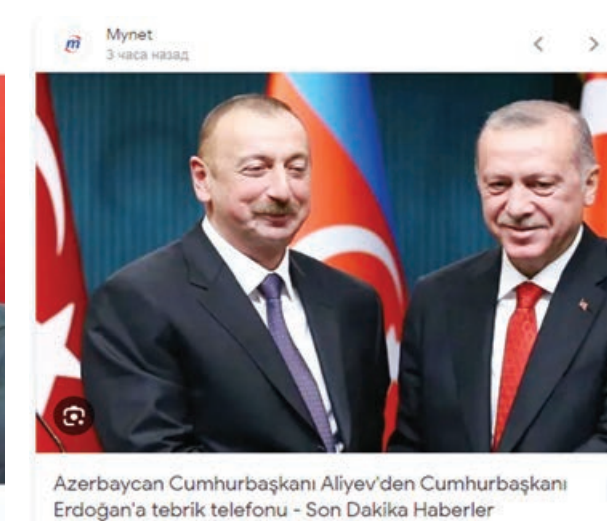 m
Mynet
3 часа назад
Azerbaycan Cumhurbaşkanı Aliyev'den Cumhurbaşkanı
Erdoğan'a tebrik telefonu - Son Dakika Haberler